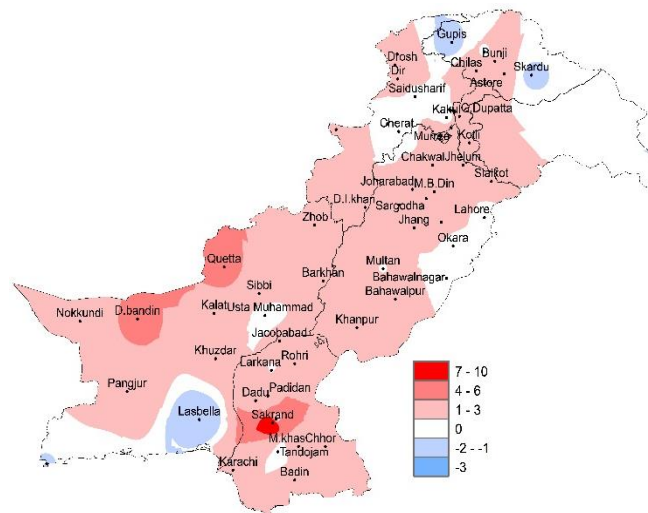 Gupis
Bunji
Drosh
Chilas
Skardu
Dir
Astore
Saidusharif
Kakul
G.Dupatta
Cherat
Murree
Kotli
Chakwal
Jhelum
Sialkot
Joharabad
M.B.Din
D.I.khan
Sargodha
Lahore
Zhob
Jhang
Okara
Quetta
Multan
Sibbi
Barkhan
Bahawalnagar
Nokkundi
D.bandin
Kalat
Usta Muhammad
Bahawalpur
Jacobabad
Khanpur
Khuzdar
Larkana
Rohri
Pangjur
Dadu
Padidan
Lasbella
Sakrand
M.khas
Chhor
Tandojam
Karachi
Badin
7 - 10
4 - 6
1 - 3
0
-2 - -1
-3